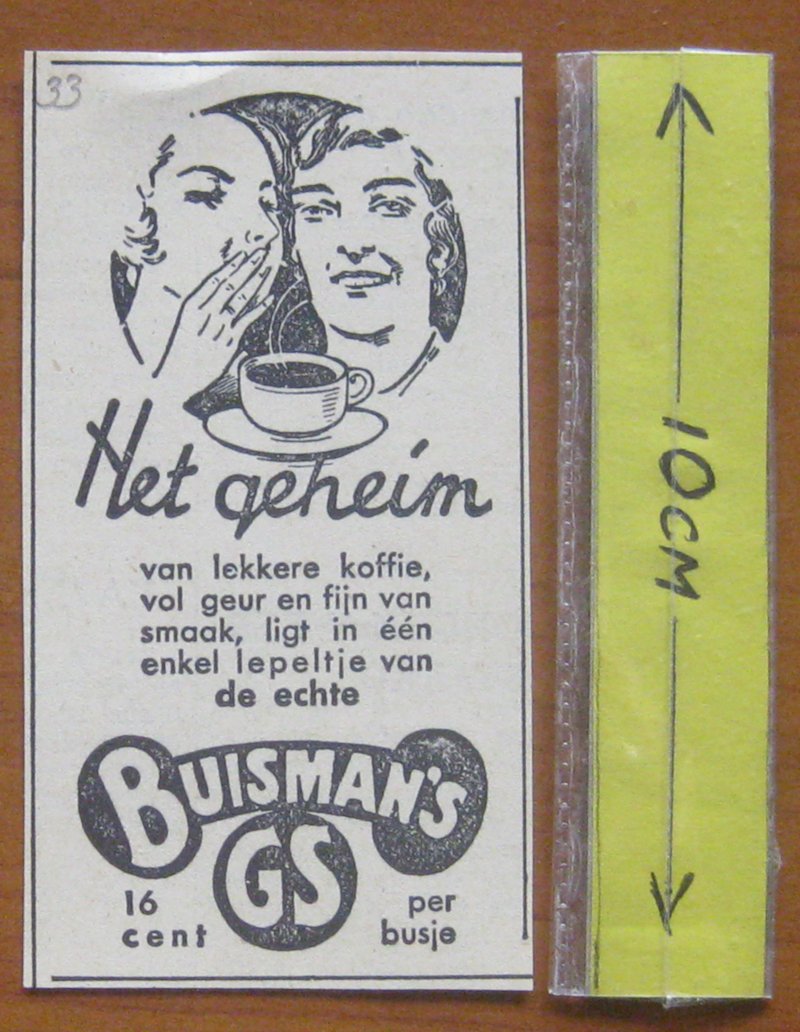 33
Het geheim
van lekkere koffie,
vol geur en fijn van
smaak, ligt in één
enkel lepeltje van
de echte
BUISMAN'S
GS
16 cent
per busje
10CM